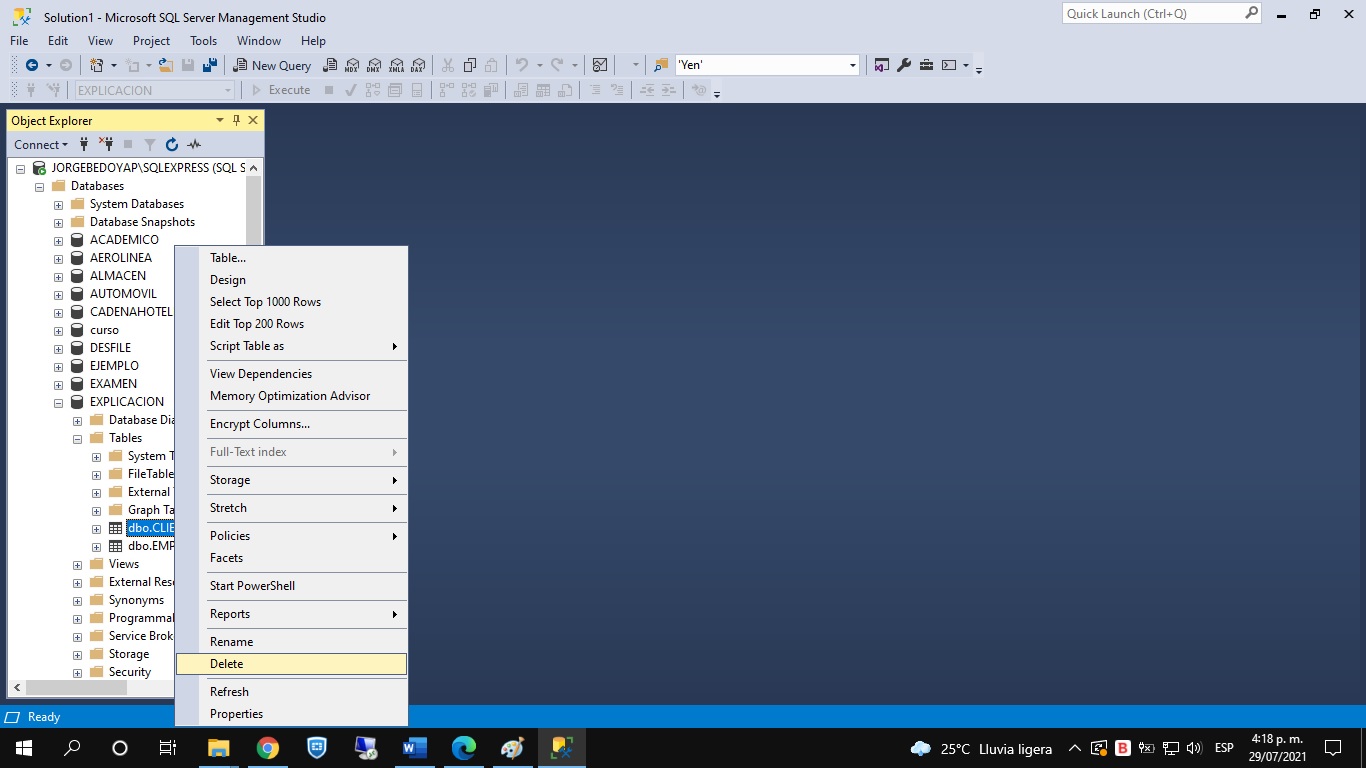 Solution1 - Microsoft SQL Server Management Studio
Quick Launch (Ctrl+Q)
File Edit View Project Tools Window Help
New Query MDX DMX XMLA DAX 'Yen'
EXPLICACION Execute
Object Explorer
Connect
JORGEBEDOYAP\SQLEXPRESS (SQL S
Databases
System Databases
Database Snapshots
ACADEMICO
AEROLINEA
ALMACEN
AUTOMOVIL
CADENAHOTEL
curso
DESFILE
EJEMPLO
EXAMEN
EXPLICACION
Database Dia
Tables
System T
FileTable
External
Graph Ta
dbo.CLIE
dbo.EMP
Views
External Reso
Synonyms
Programmal
Service Brok
Storage
Security
Table...
Design
Select Top 1000 Rows
Edit Top 200 Rows
Script Table as
View Dependencies
Memory Optimization Advisor
Encrypt Columns...
Full-Text index
Storage
Stretch
Policies
Facets
Start PowerShell
Reports
Rename
Delete
Refresh
Properties
Ready
25°C Lluvia ligera ESP
4:18 p. m.
29/07/2021